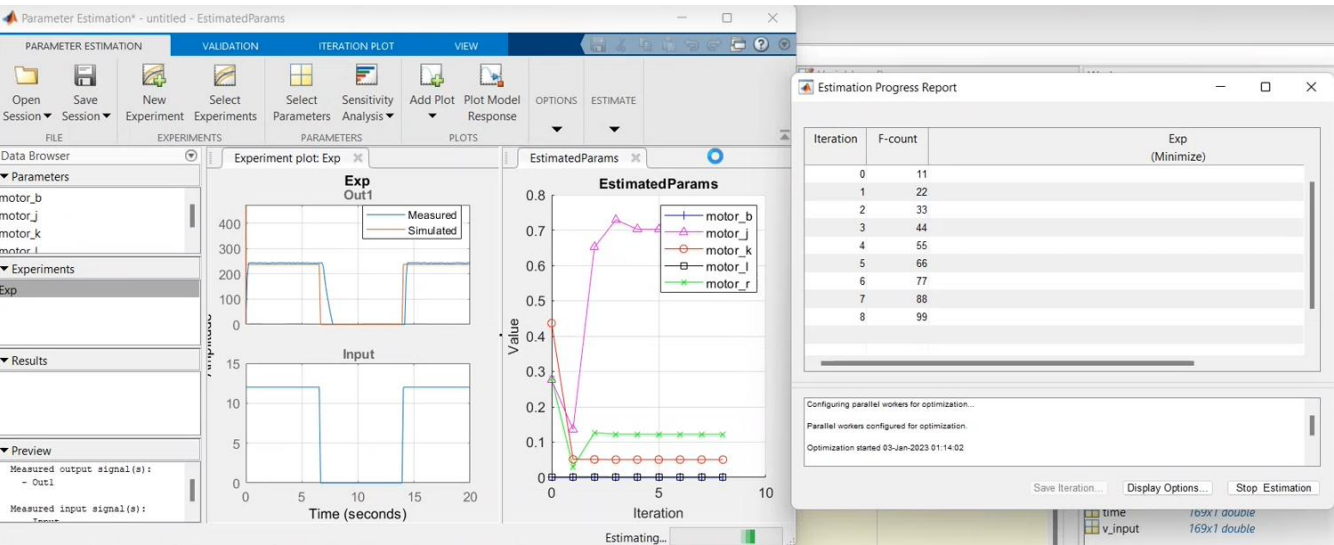 Parameter Estimation* - untitled - EstimatedParams
PARAMETER ESTIMATION VALIDATION ITERATION PLOT VIEW
Open Session Save Session New Experiment Select Experiments Select Parameters Sensitivity Analysis Add Plot Plot Model Response OPTIONS ESTIMATE
FILE EXPERIMENTS PARAMETERS PLOTS
Data Browser
Parameters
motor_b
motor_j
motor_k
Experiments
Exp
Results
Preview
Measured output signal(s):
- Out1
Measured input signal(s):
Experiment plot: Exp
Exp
Out1
Measured
Simulated
400
300
200
100
0
Amplitude
Input
15
10
5
0
0 5 10 15 20
Time (seconds)
EstimatedParams
EstimatedParams
motor_b
motor_j
motor_k
motor_l
motor_r
0.8
0.7
0.6
0.5
0.4
0.3
0.2
0.1
0
Value
0 5 10
Iteration
Estimating...
Estimation Progress Report
Iteration F-count Exp
(Minimize)
0 11
1 22
2 33
3 44
4 55
5 66
6 77
7 88
8 99
Configuring parallel workers for optimization...
Parallel workers configured for optimization.
Optimization started 03-Jan-2023 01:14:02
Save Iteration... Display Options... Stop Estimation
time 169x1 double
v_input 169x1 double